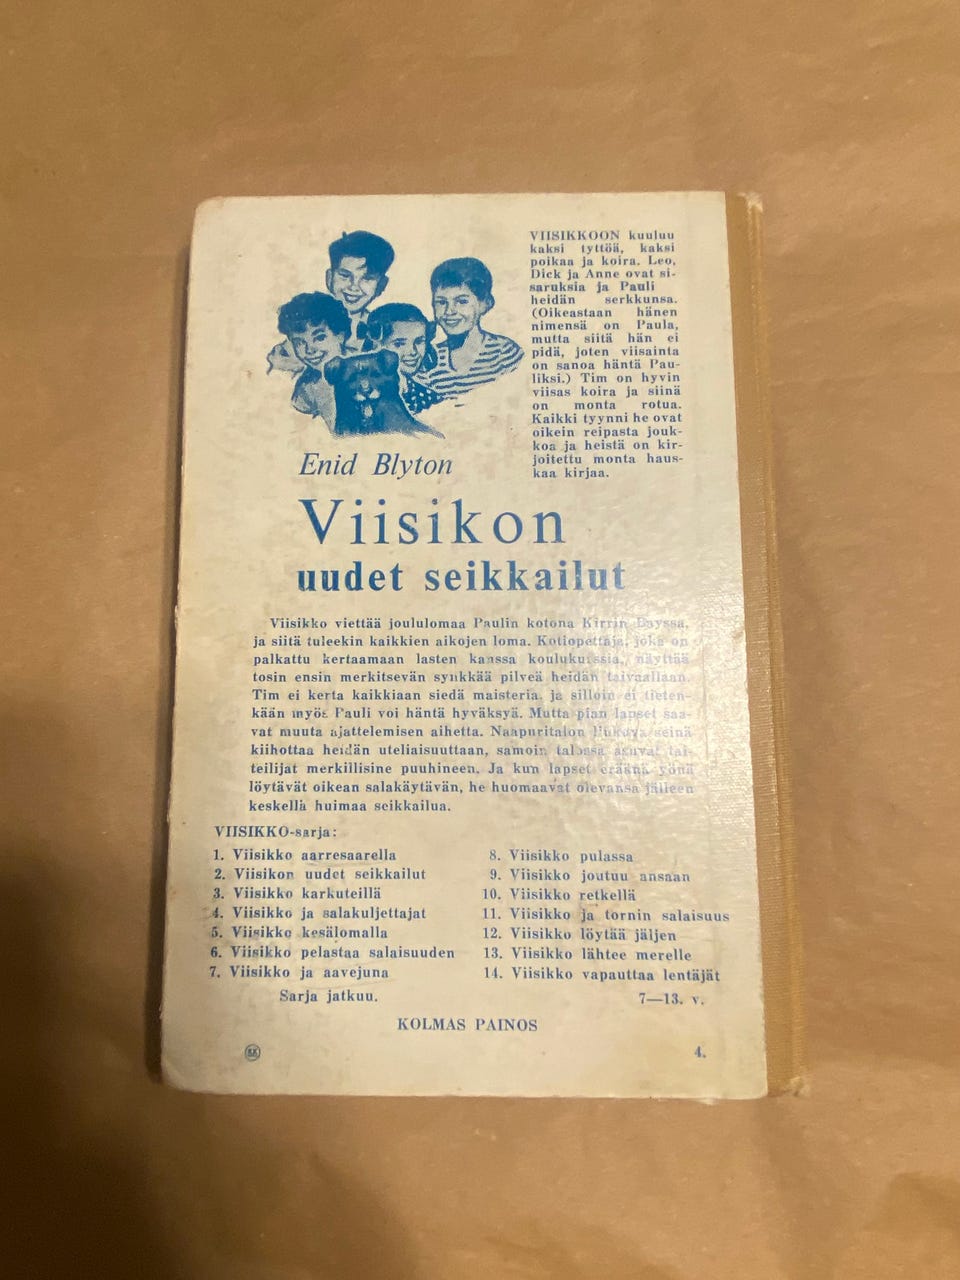 VIISIKKOON kuuluu
kaksi tyttöä, kaksi
poikaa ja koira. Leo,
Dick ja Anne ovat si-
saruksia ja Pauli
heidän serkkunsa.
(Oikeastaan hänen
nimensä on Paula,
mutta siitä hän ei
pidä, joten viisainta
on sanoa häntä Pau-
liksi.) Tim on hyvin
viisas koira ja siinä
on monta rotua.
Kaikki tyynni he ovat
oikein reipasta jouk-
koa ja heistä on kir-
joitettu monta haus-
kaa kirjaa.
Enid Blyton
Viisikon
uudet seikkailut
Viisikko viettää joululomaa Paulin kotona Kirrin Bayssa,
ja siitä tuleekin kaikkien aikojen loma. Kotiopettaja, joka on
palkattu kertaamaan lasten kanssa koulukurssia, näyttää
tosin ensin merkitsevän synkkää pilveä heidän taivaallaan.
Tim ei kerta kaikkiaan siedä maisteria, ja silloin ei tieten-
kään myös Pauli voi häntä hyväksyä. Mutta pian lapset saa-
vat muuta ajattelemisen aihetta. Naapuritalon liukuva seinä
kiihottaa heidän uteliaisuuttaan, samoin talossa asuvat tai-
teilijat merkillisine puuhineen. Ja kun lapset eräänä yönä
löytävät oikean salakäytävän, he huomaavat olevansa jälleen
keskellä huimaa seikkailua.
VIISIKKO-sarja:
1. Viisikko aarresaarella
2. Viisikon uudet seikkailut
3. Viisikko karkuteillä
4. Viisikko ja salakuljettajat
5. Viisikko kesälomalla
6. Viisikko pelastaa salaisuuden
7. Viisikko ja aavejuna
8. Viisikko pulassa
9. Viisikko joutuu ansaan
10. Viisikko retkellä
11. Viisikko ja tornin salaisuus
12. Viisikko löytää jäljen
13. Viisikko lähtee merelle
14. Viisikko vapauttaa lentäjät
Sarja jatkuu.
7—13. v.
KOLMAS PAINOS
4.